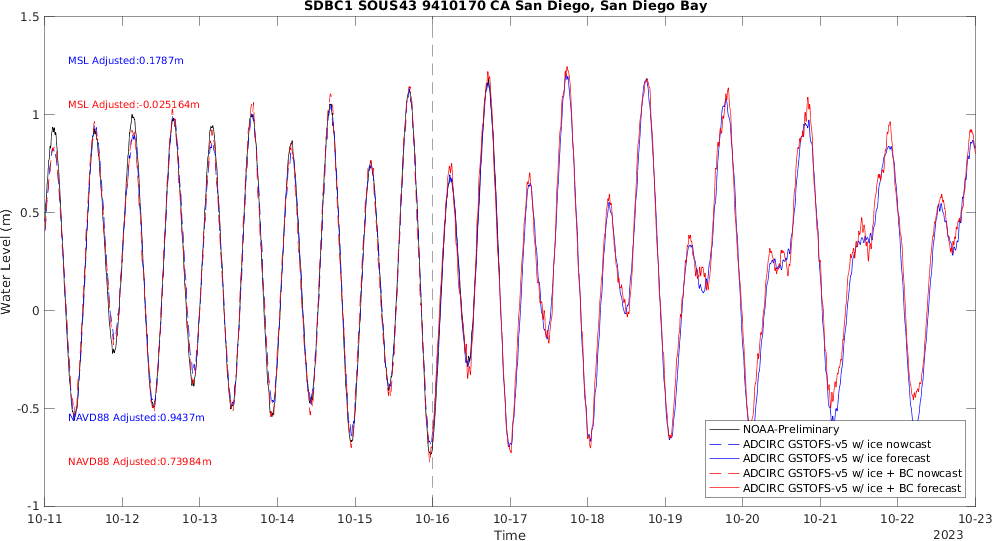 SDBC1 SOUS43 9410170 CA San Diego, San Diego Bay
Water Level (m)
1.5
1
0.5
0
-0.5
-1
MSL Adjusted:0.1787m
MSL Adjusted:-0.025164m
NAVD88 Adjusted:0.9437m
NAVD88 Adjusted:0.73984m
NOAA-Preliminary
ADCIRC GSTOFS-v5 w/ ice nowcast
ADCIRC GSTOFS-v5 w/ ice forecast
ADCIRC GSTOFS-v5 w/ ice + BC nowcast
ADCIRC GSTOFS-v5 w/ ice + BC forecast
10-11 10-12 10-13 10-14 10-15 10-16 10-17 10-18 10-19 10-20 10-21 10-22 10-23
Time
2023